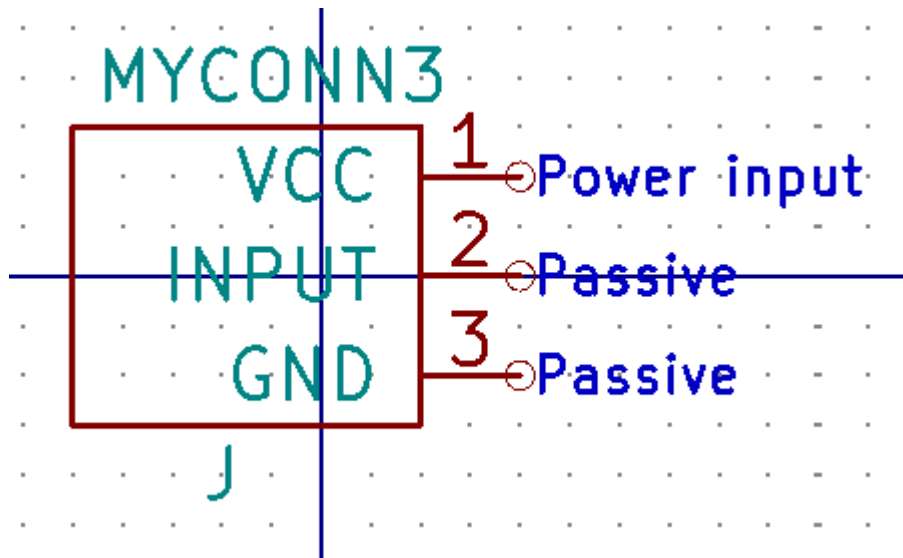 MYCONN3
VCC 1 Power input
INPUT 2 Passive
GND 3 Passive
J